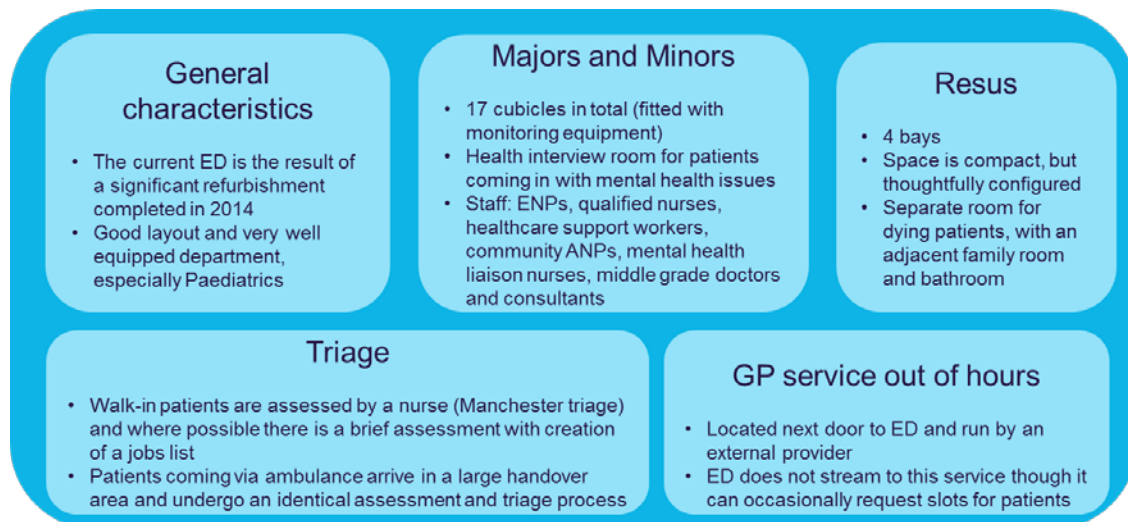 General
characteristics
• The current ED is the result of
a significant refurbishment
completed in 2014
• Good layout and very well
equipped department,
especially Paediatrics
Majors and Minors
• 17 cubicles in total (fitted with
monitoring equipment)
• Health interview room for patients
coming in with mental health issues
• Staff: ENPs, qualified nurses,
healthcare support workers,
community ANPs, mental health
liaison nurses, middle grade doctors
and consultants
Resus
• 4 bays
• Space is compact, but
thoughtfully configured
• Separate room for
dying patients, with an
adjacent family room
and bathroom
Triage
• Walk-in patients are assessed by a nurse (Manchester triage)
and where possible there is a brief assessment with creation
of a jobs list
• Patients coming via ambulance arrive in a large handover
area and undergo an identical assessment and triage process
GP service out of hours
• Located next door to ED and run by an
external provider
• ED does not stream to this service though it
can occasionally request slots for patients